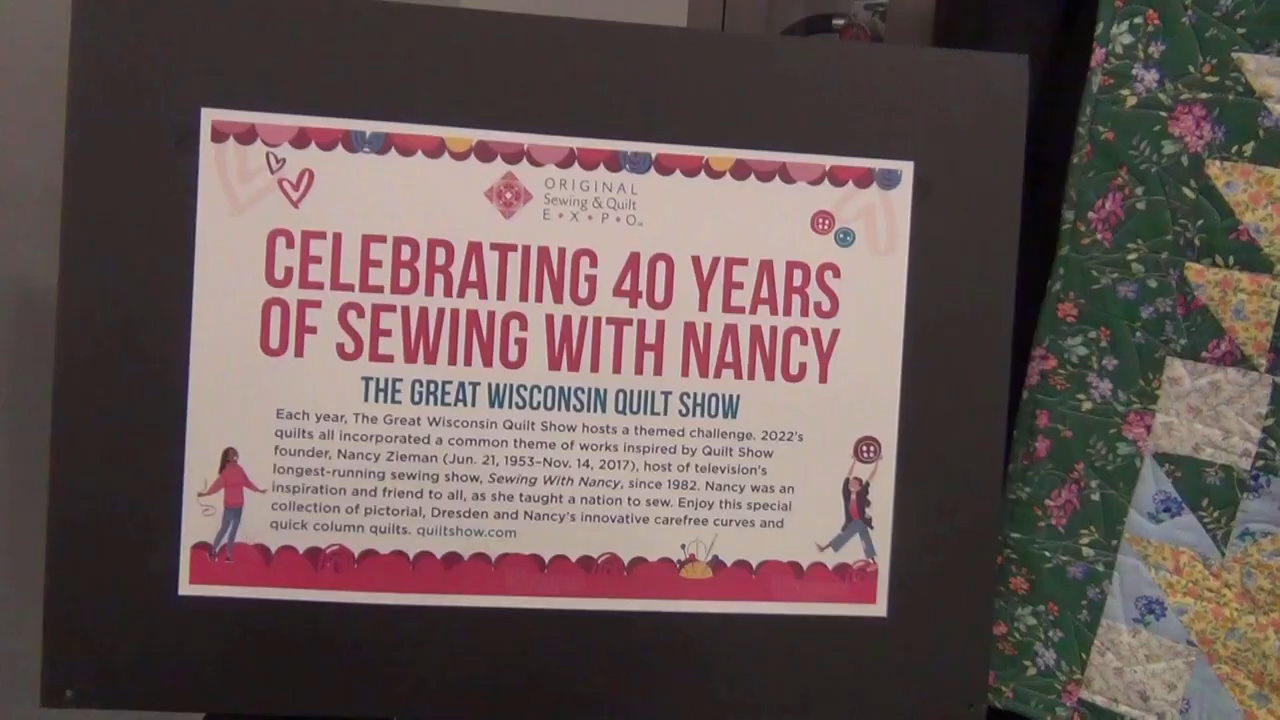 ORIGINAL
Sewing & Quilt
E•X•P•O™
CELEBRATING 40 YEARS
OF SEWING WITH NANCY
THE GREAT WISCONSIN QUILT SHOW
Each year, The Great Wisconsin Quilt Show hosts a themed challenge. 2022's
quilts all incorporated a common theme of works inspired by Quilt Show
founder, Nancy Zieman (Jun. 21, 1953–Nov. 14, 2017), host of television's
longest-running sewing show, Sewing With Nancy, since 1982. Nancy was an
inspiration and friend to all, as she taught a nation to sew. Enjoy this special
collection of pictorial, Dresden and Nancy's innovative carefree curves and
quick column quilts. quiltshow.com